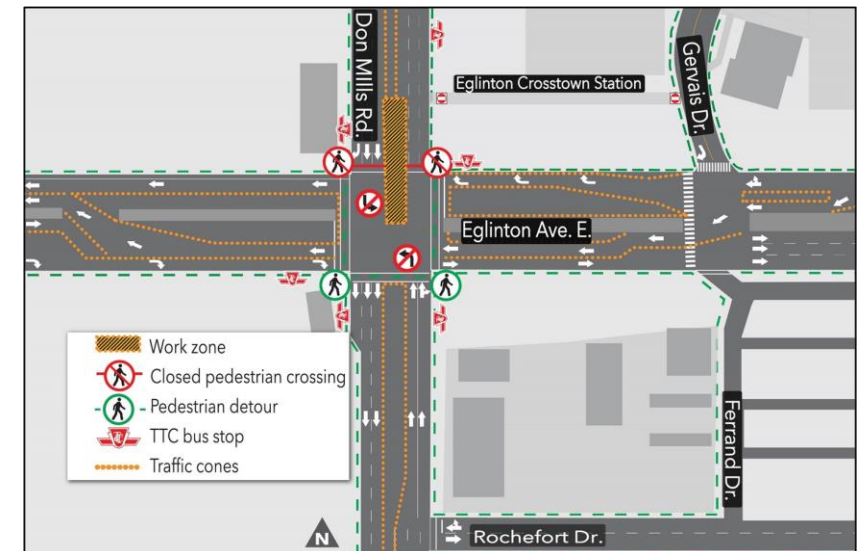 Don Mills Rd.
Eglinton Crosstown Station
Gervais Dr.
Eglinton Ave. E.
Work zone
Closed pedestrian crossing
Pedestrian detour
TTC bus stop
Traffic cones
Ferrand Dr.
N
Rochefort Dr.